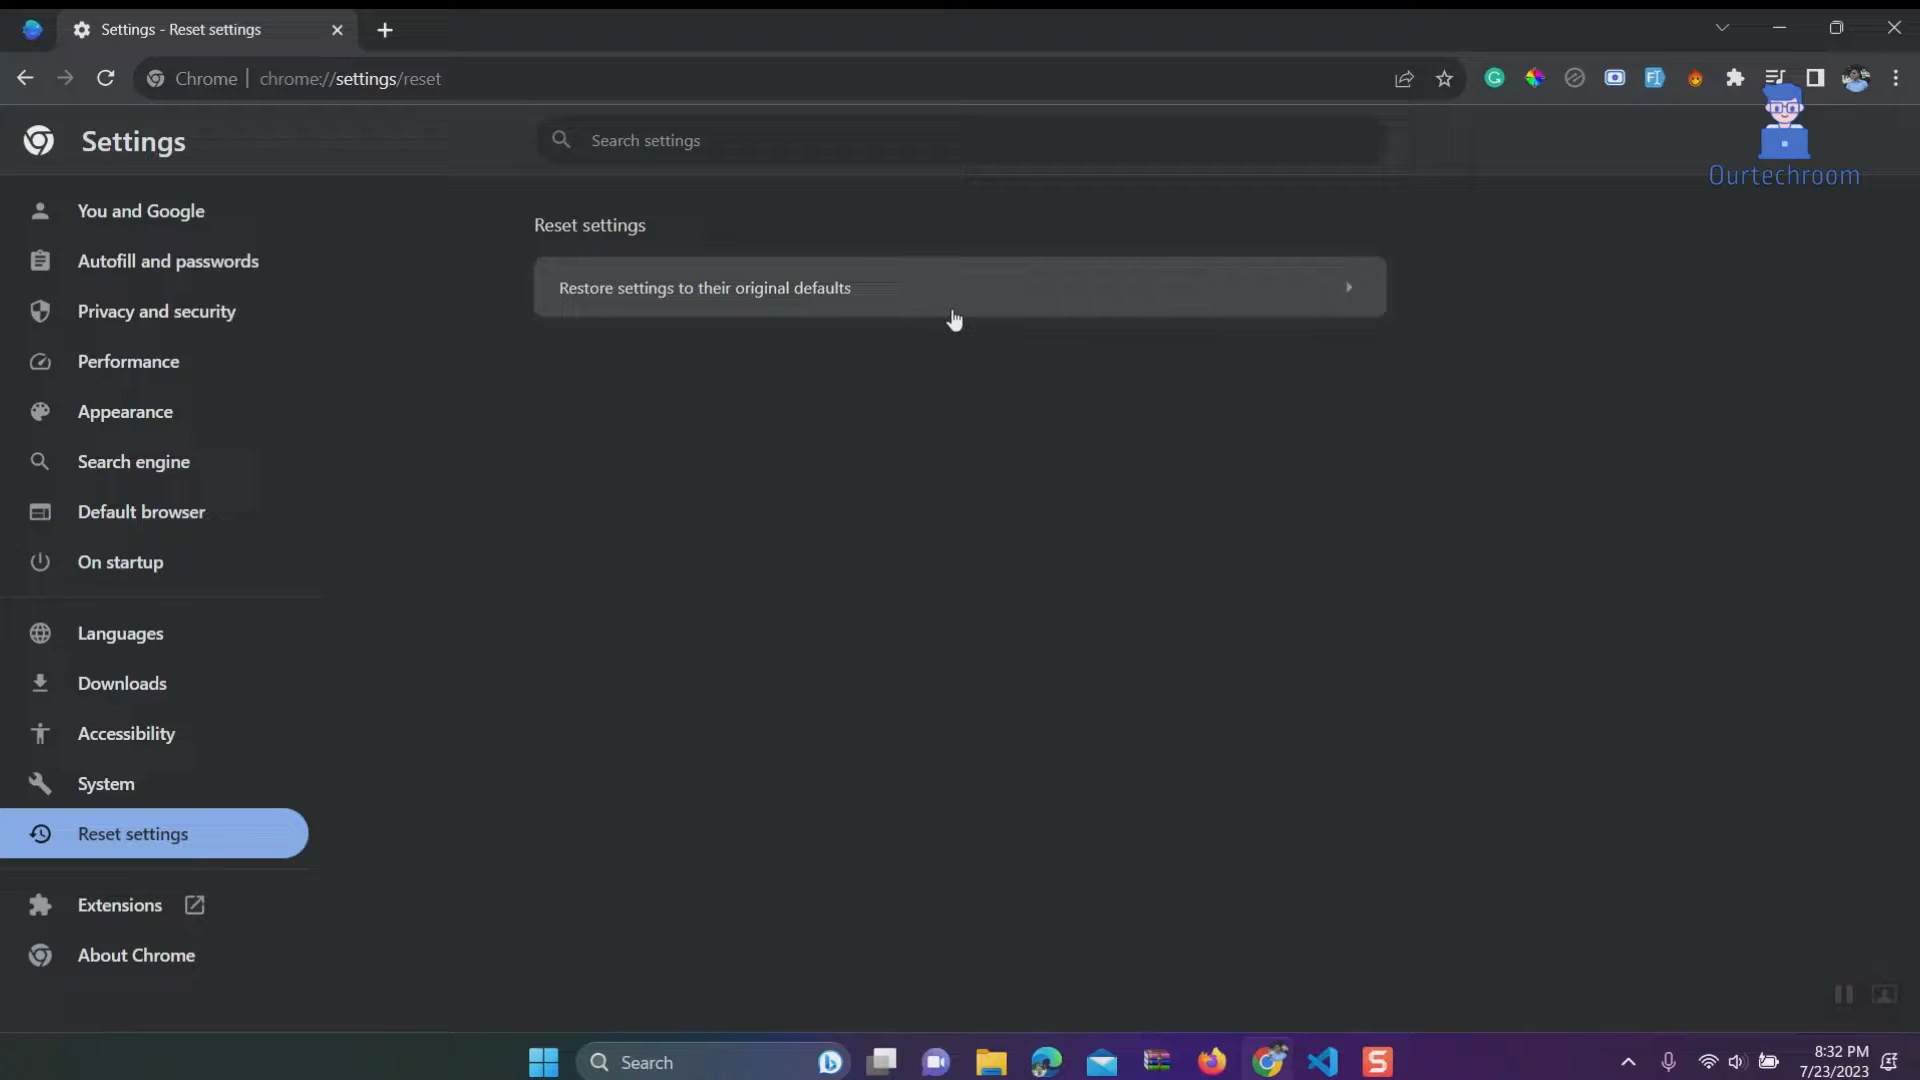 Settings - Reset settings
Chrome | chrome://settings/reset
Settings
Search settings
Ourtechroom
You and Google
Autofill and passwords
Privacy and security
Performance
Appearance
Search engine
Default browser
On startup
Languages
Downloads
Accessibility
System
Reset settings
Extensions
About Chrome
Reset settings
Restore settings to their original defaults
Search
8:32 PM
7/23/2023